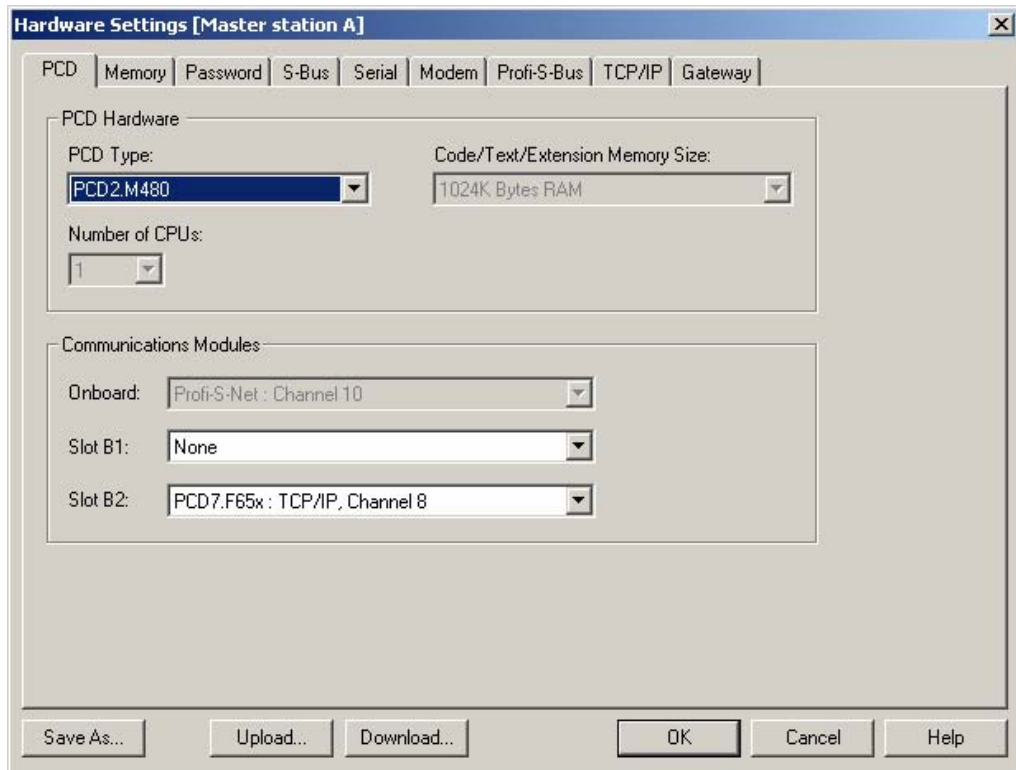 Hardware Settings [Master station A]
PCD Memory Password S-Bus Serial Modem Profi-S-Bus TCP/IP Gateway
PCD Hardware
PCD Type: Code/Text/Extension Memory Size:
PCD2.M480 1024K Bytes RAM
Number of CPUs:
1
Communications Modules
Onboard: Profi-S-Net : Channel 10
Slot B1: None
Slot B2: PCD7.F65x : TCP/IP, Channel 8
Save As... Upload... Download... OK Cancel Help